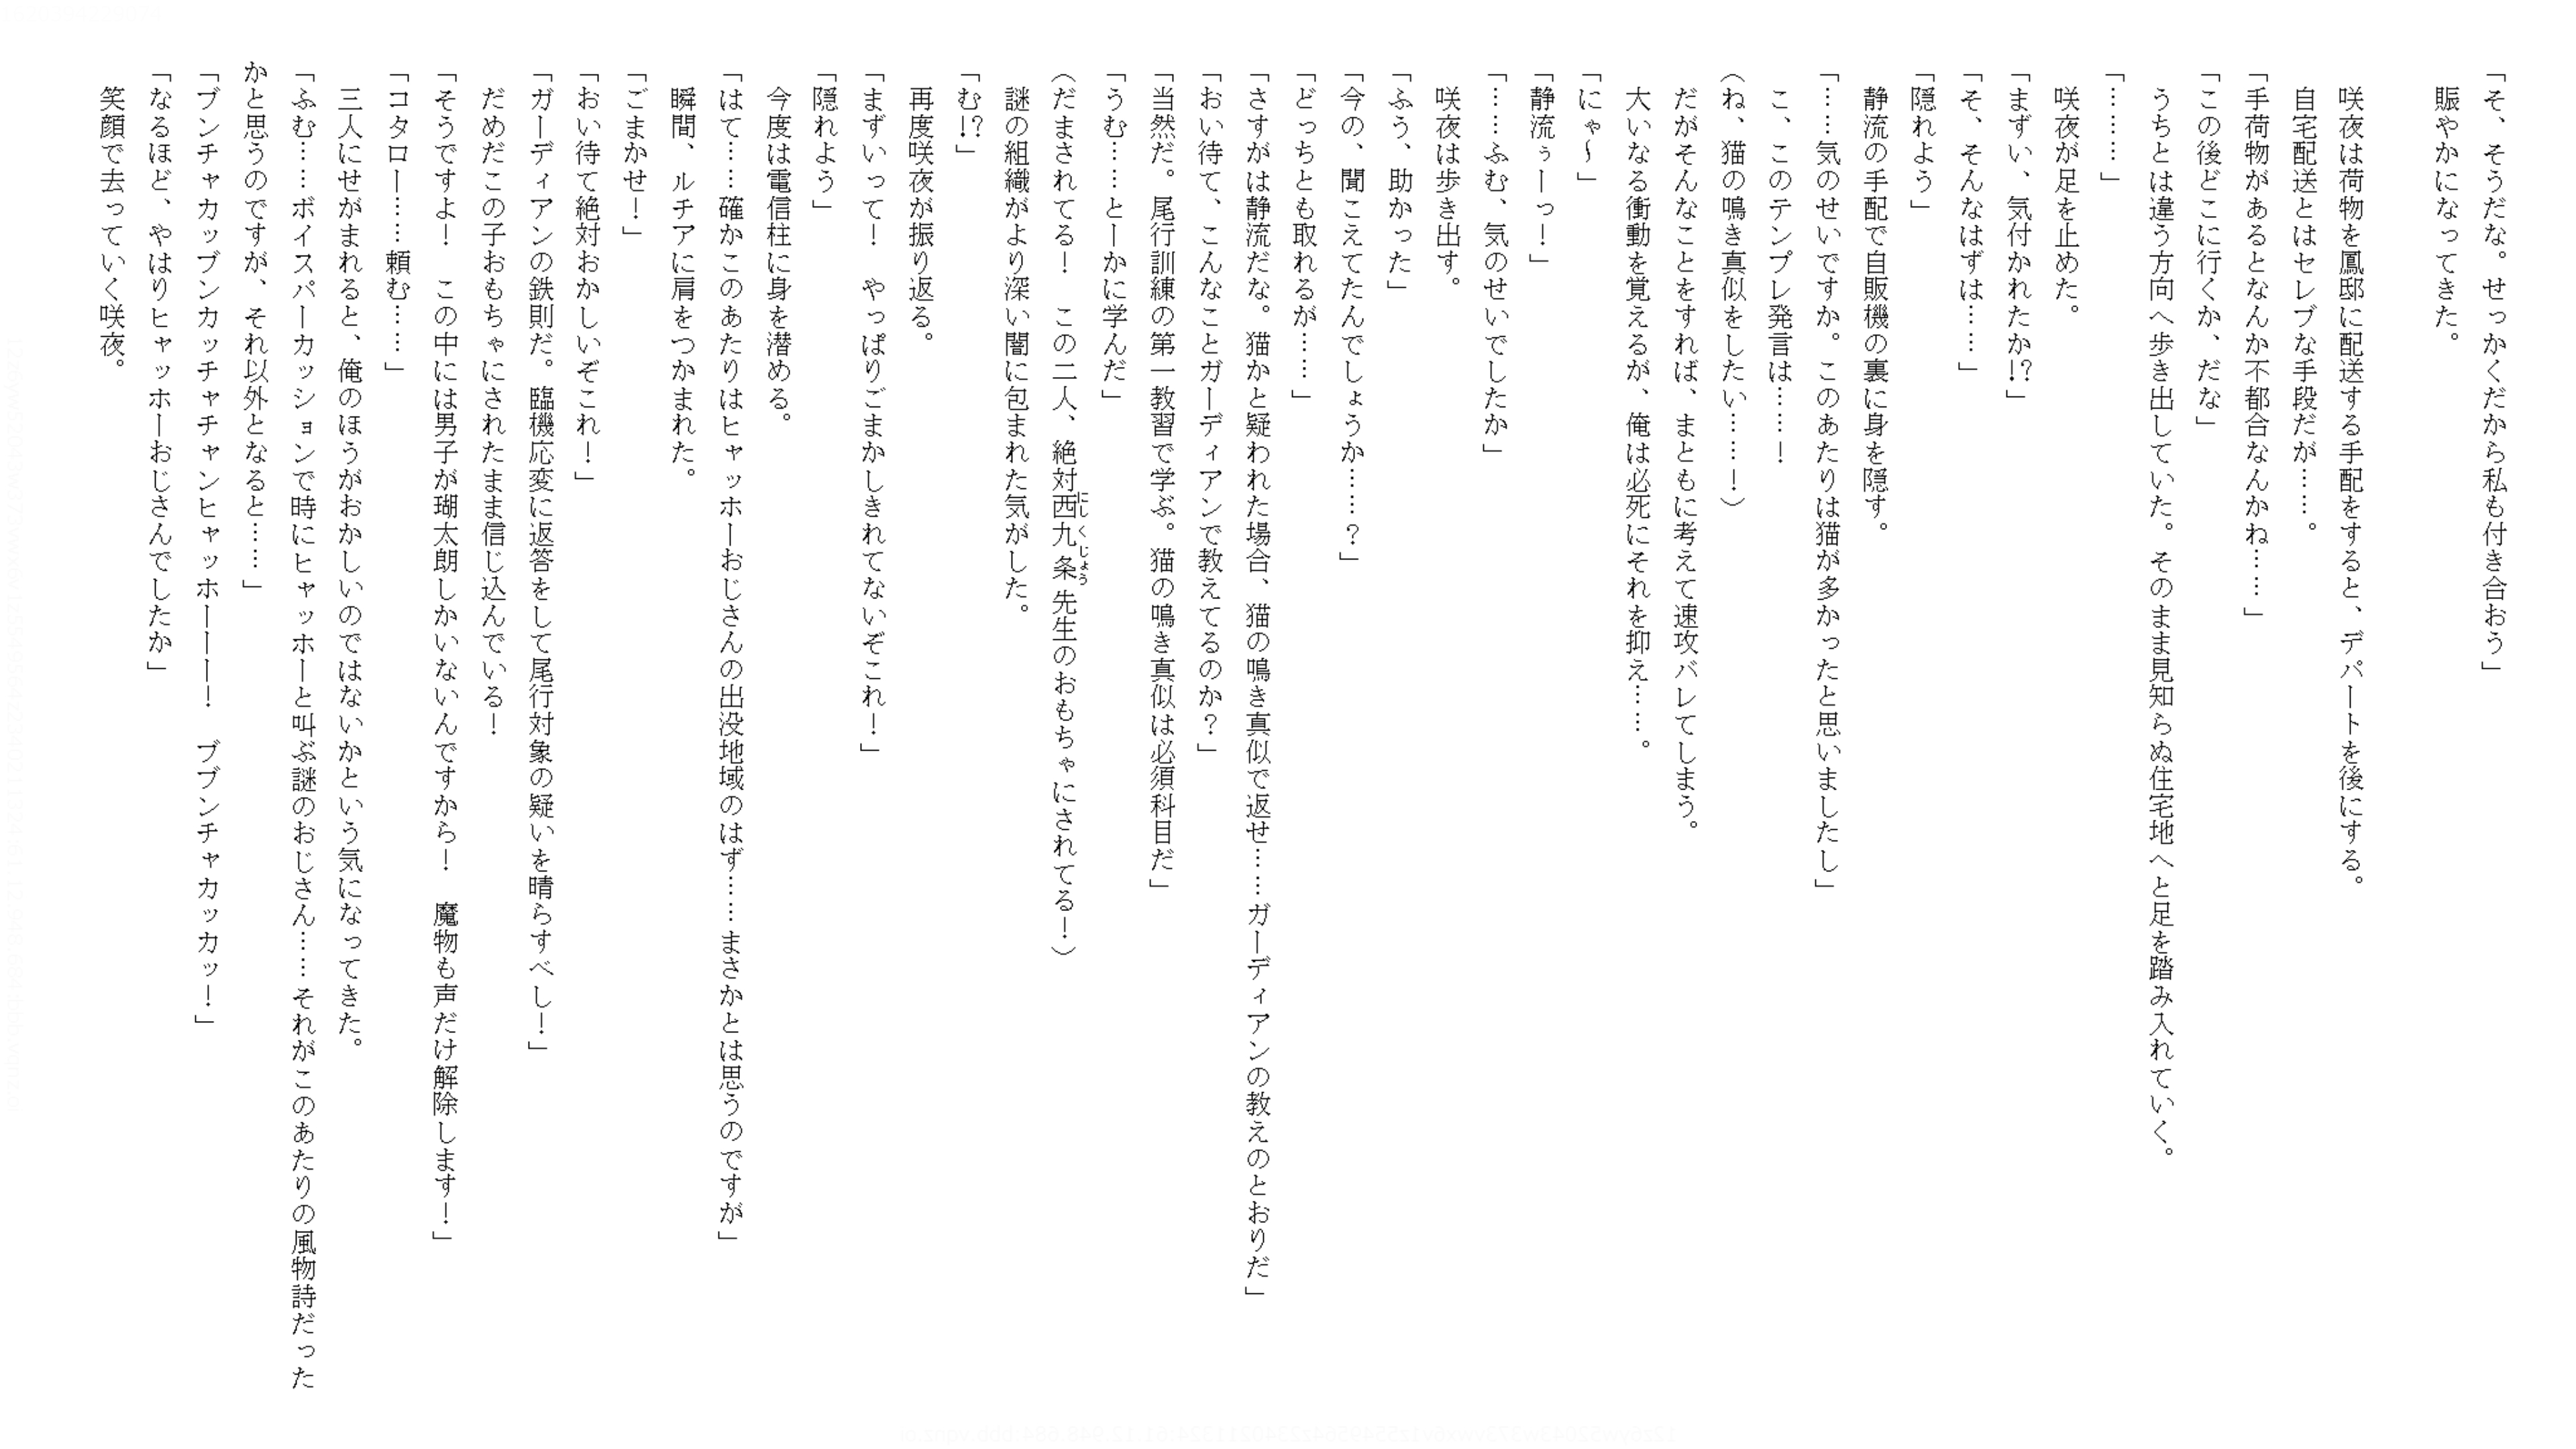 「そ、そうだな。せっかくだから私も付き合おう」
賑やかになってきた。
咲夜は荷物を鳳邸に配送する手配をすると、デパートを後にする。
自宅配送とはセレブな手段だが……。
「手荷物があるとなんか不都合なんかね……」
「この後どこに行くか、だな」
うちとは違う方向へ歩き出していた。そのまま見知らぬ住宅地へと足を踏み入れていく。
「………」
咲夜が足を止めた。
「まずい、気付かれたか!?」
「そ、そんなはずは……」
「隠れよう」
静流の手配で自販機の裏に身を隠す。
「……気のせいですか。このあたりは猫が多かったと思いましたし」
こ、このテンプレ発言は……！
（ね、猫の鳴き真似をしたい……！）
だがそんなことをすれば、まともに考えて速攻バレてしまう。
大いなる衝動を覚えるが、俺は必死にそれを抑え……。
「にゃ～」
「静流ぅーっ！」
「……ふむ、気のせいでしたか」
咲夜は歩き出す。
「ふう、助かった」
「今の、聞こえてたんでしょうか……？」
「どっちとも取れるが……」
「さすがは静流だな。猫かと疑われた場合、猫の鳴き真似で返せ……ガーディアンの教えのとおりだ」
「おい待て、こんなことガーディアンで教えてるのか？」
「当然だ。尾行訓練の第一教習で学ぶ。猫の鳴き真似は必須科目だ」
「うむ……とーかに学んだ」
（だまされてる！　この二人、絶対西九条先生のおもちゃにされてる！）
謎の組織がより深い闇に包まれた気がした。
「む!?」
再度咲夜が振り返る。
「まずいって！　やっぱりごまかしきれてないぞこれ！」
「隠れよう」
今度は電信柱に身を潜める。
「はて……確かこのあたりはヒャッホーおじさんの出没地域のはず……まさかとは思うのですが」
瞬間、ルチアに肩をつかまれた。
「ごまかせ！」
「おい待て絶対おかしいぞこれ！」
「ガーディアンの鉄則だ。臨機応変に返答をして尾行対象の疑いを晴らすべし！」
だめだこの子おもちゃにされたまま信じ込んでいる！
「そうですよ！　この中には男子が瑚太朗しかいないんですから！　魔物も声だけ解除します！」
「コタロー……頼む……」
三人にせがまれると、俺のほうがおかしいのではないかという気になってきた。
「ふむ……ボイスパーカッションで時にヒャッホーと叫ぶ謎のおじさん……それがこのあたりの風物詩だった
かと思うのですが、それ以外となると……」
「ブンチャカッブンカッチャチャンヒャッホーーー！　ブブンチャカッカッ！」
「なるほど、やはりヒャッホーおじさんでしたか」
笑顔で去っていく咲夜。